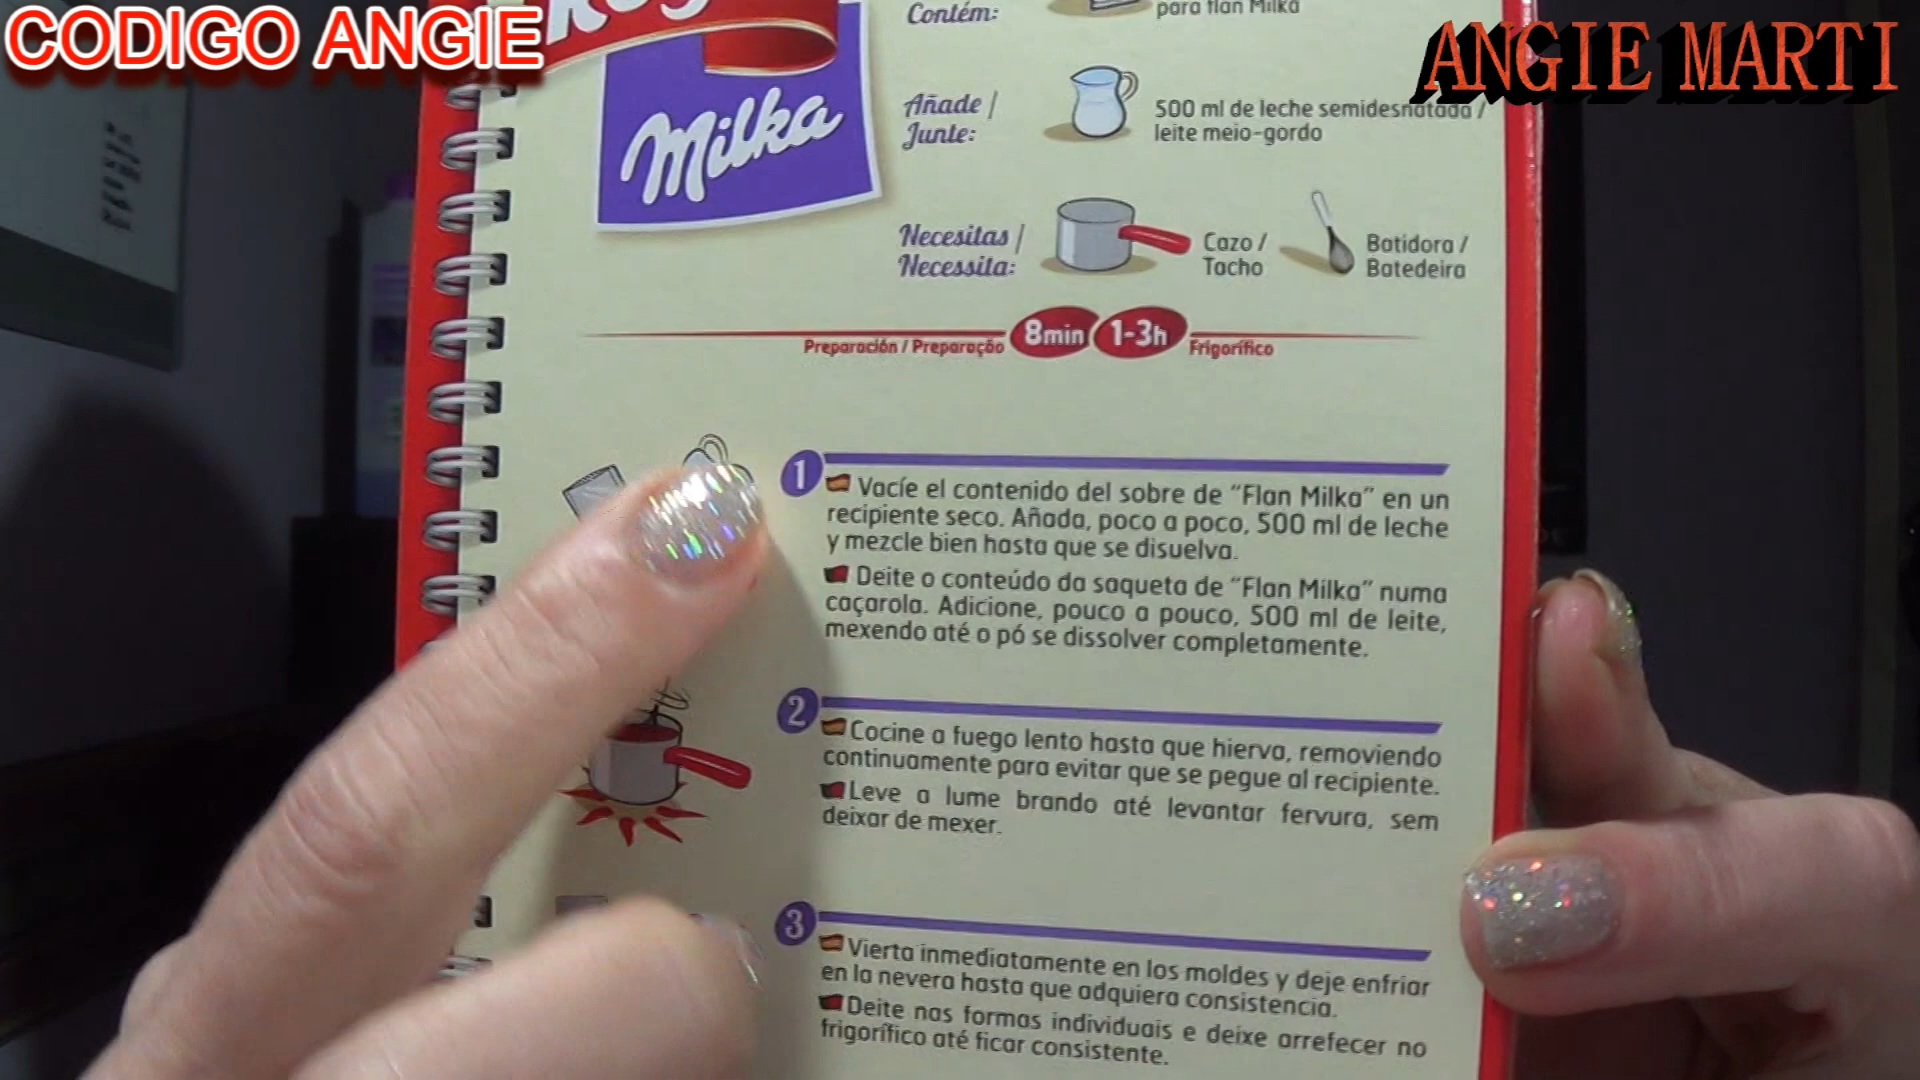 CODIGO ANGIE
ANGIE MARTI
Milka
Contém:
para flan Milka
Añade /
Junte:
500 ml de leche semidesnatada /
leite meio-gordo
Necesitas /
Necessita:
Cazo /
Tacho
Batidora /
Batedeira
8min
1-3h
Preparación / Preparação
Frigorífico
1
Vacíe el contenido del sobre de “Flan Milka” en un
recipiente seco. Añada, poco a poco, 500 ml de leche
y mezcle bien hasta que se disuelva.
Deite o conteúdo da saqueta de “Flan Milka” numa
caçarola. Adicione, pouco a pouco, 500 ml de leite,
mexendo até o pó se dissolver completamente.
2
Cocine a fuego lento hasta que hierva, removiendo
continuamente para evitar que se pegue al recipiente.
Leve a lume brando até levantar fervura, sem
deixar de mexer.
3
Vierta inmediatamente en los moldes y deje enfriar
en la nevera hasta que adquiera consistencia.
Deite nas formas individuais e deixe arrefecer no
frigorífico até ficar consistente.